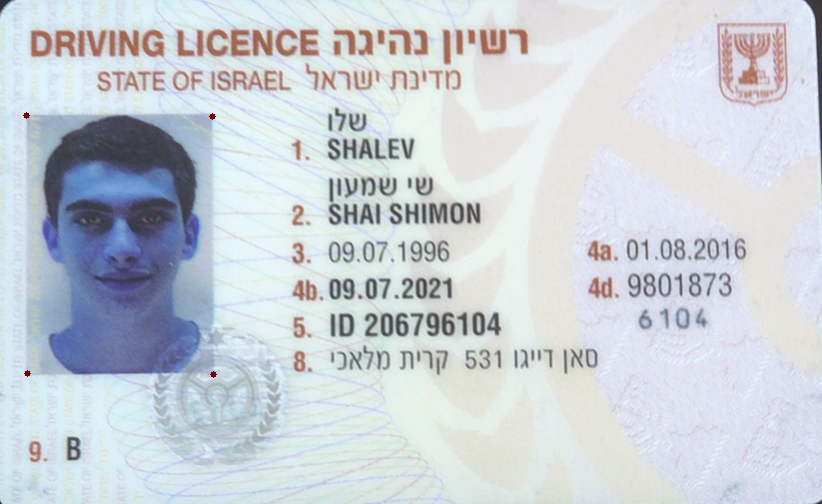 DRIVING LICENCE רשיון נהיגה
STATE OF ISRAEL מדינת ישראל
שלו
1. SHALEV
שי שמעון
2. SHAI SHIMON
3. 09.07.1996 4a. 01.08.2016
4b. 09.07.2021 4d. 9801873
5. ID 206796104 6104
8. סאן דייגו 531 קרית מלאכי
9. B
ישראל